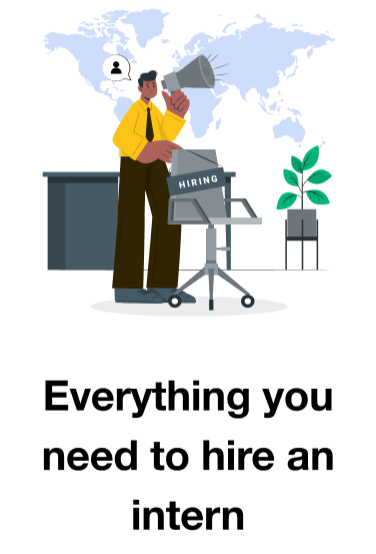 HIRING
Everything you
need to hire an
intern